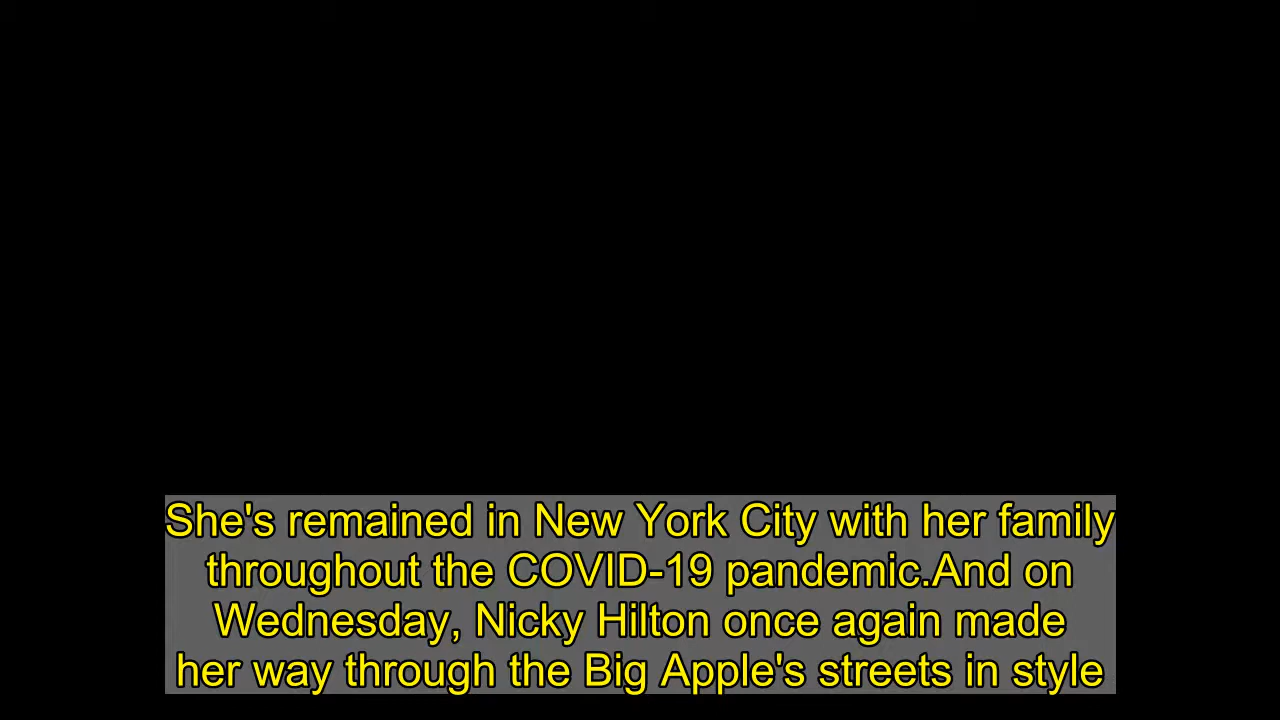 She's remained in New York City with her family
throughout the COVID-19 pandemic.And on
Wednesday, Nicky Hilton once again made
her way through the Big Apple's streets in style